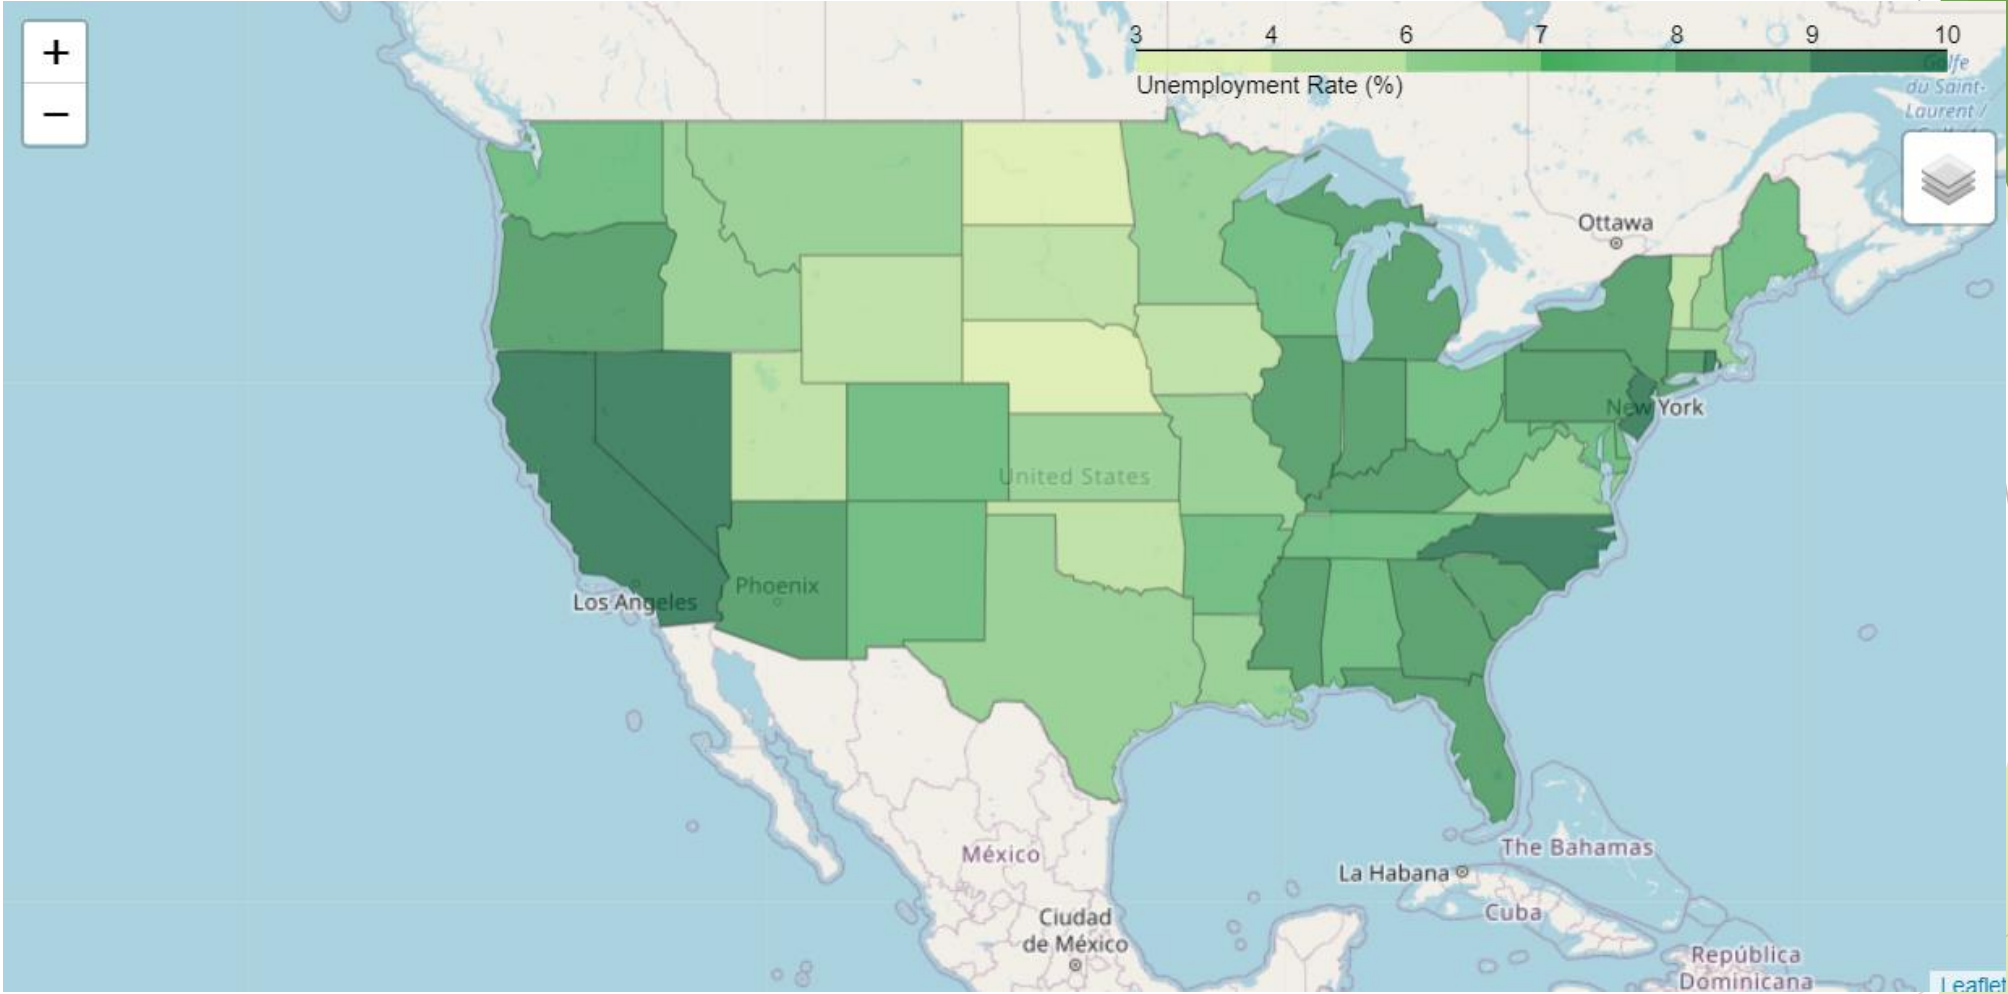 +
−
3 4 6 7 8 9 10
Unemployment Rate (%)
Golfe
du Saint-
Laurent /
Ottawa
New York
United States
Phoenix
Los Angeles
México
The Bahamas
La Habana
Cuba
Ciudad
de México
República
Dominicana
Leaflet